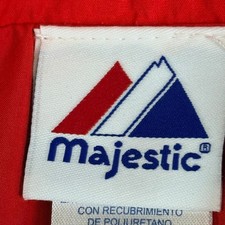 majestic®
CON RECUBRIMIENTO
DE POLIURETANO